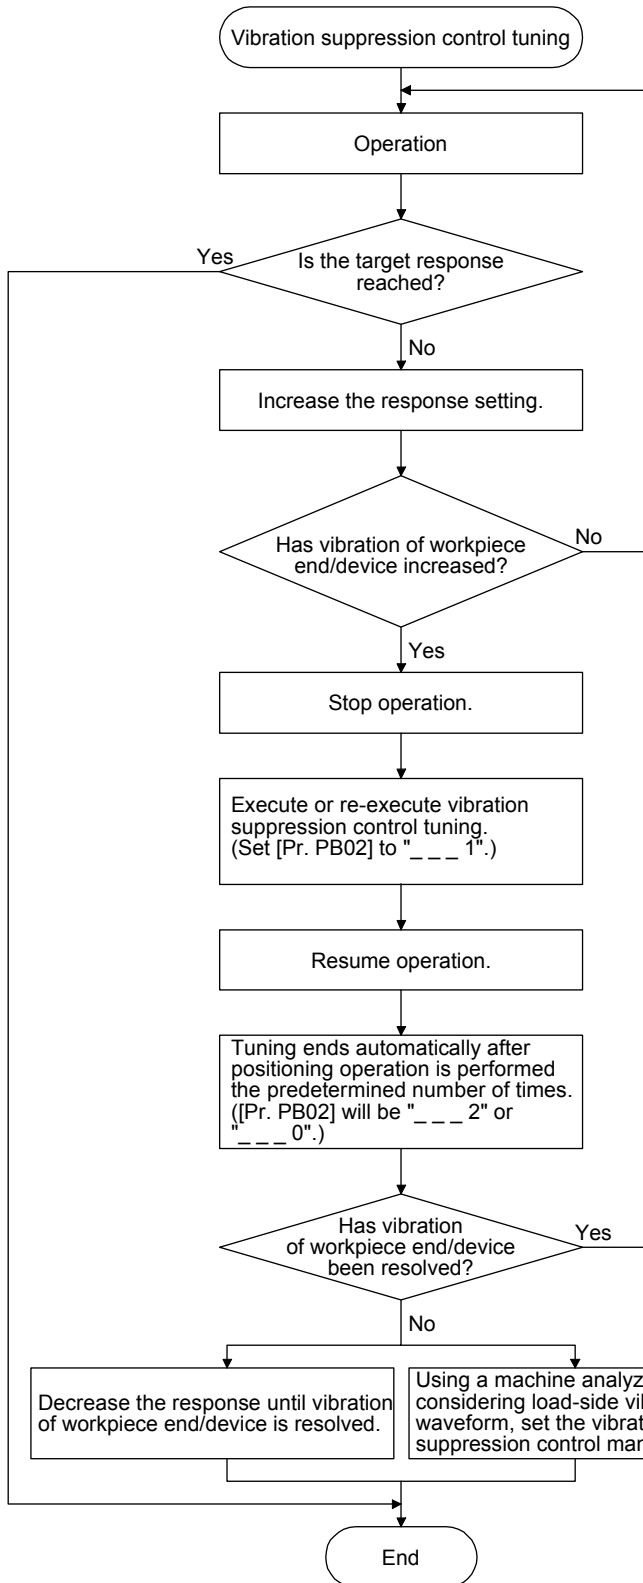 Vibration suppression control tuning
Operation
Yes
Is the target response
reached?
No
Increase the response setting.
Has vibration of workpiece
end/device increased?
No
Yes
Stop operation.
Execute or re-execute vibration
suppression control tuning.
(Set [Pr. PB02] to "_ _ _ 1".)
Resume operation.
Tuning ends automatically after
positioning operation is performed
the predetermined number of times.
([Pr. PB02] will be "_ _ _ 2" or
"_ _ _ 0".)
Has vibration
of workpiece end/device
been resolved?
Yes
No
Decrease the response until vibration
of workpiece end/device is resolved.
Using a machine
considering load-side
waveform, set the
suppression control
End